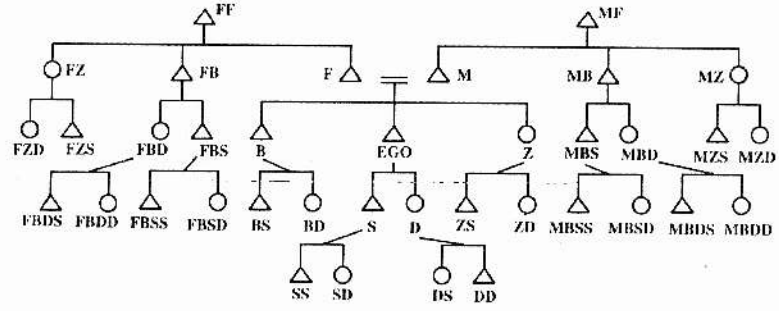 FF MF
FZ FB F M MB MZ
FZD FZS FBD FBS B EGO Z MBS MBD MZS MZD
FBDS FBDD FBSS FBSD BS BD S D ZS ZD MBSS MBSD MBDS MBDD
SS SD DS DD